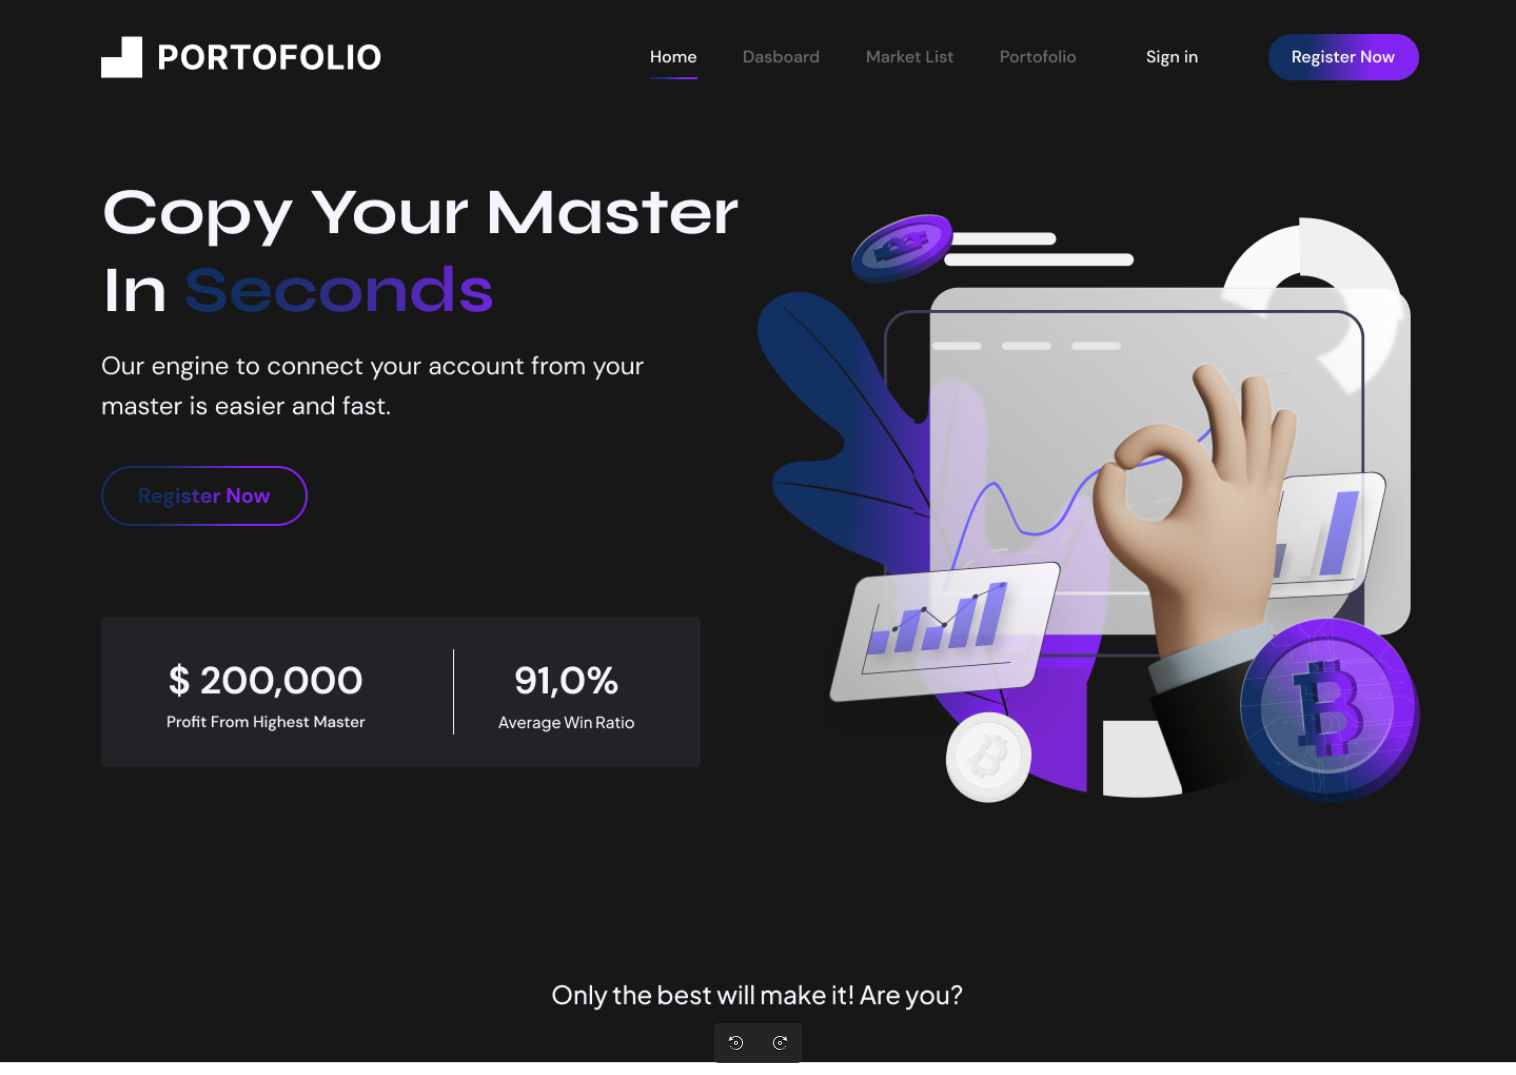 PORTOFOLIO
Home Dasboard Market List Portofolio Sign in Register Now
Copy Your Master
In Seconds
Our engine to connect your account from your
master is easier and fast.
Register Now
$ 200,000
Profit From Highest Master
91,0%
Average Win Ratio
Only the best will make it! Are you?